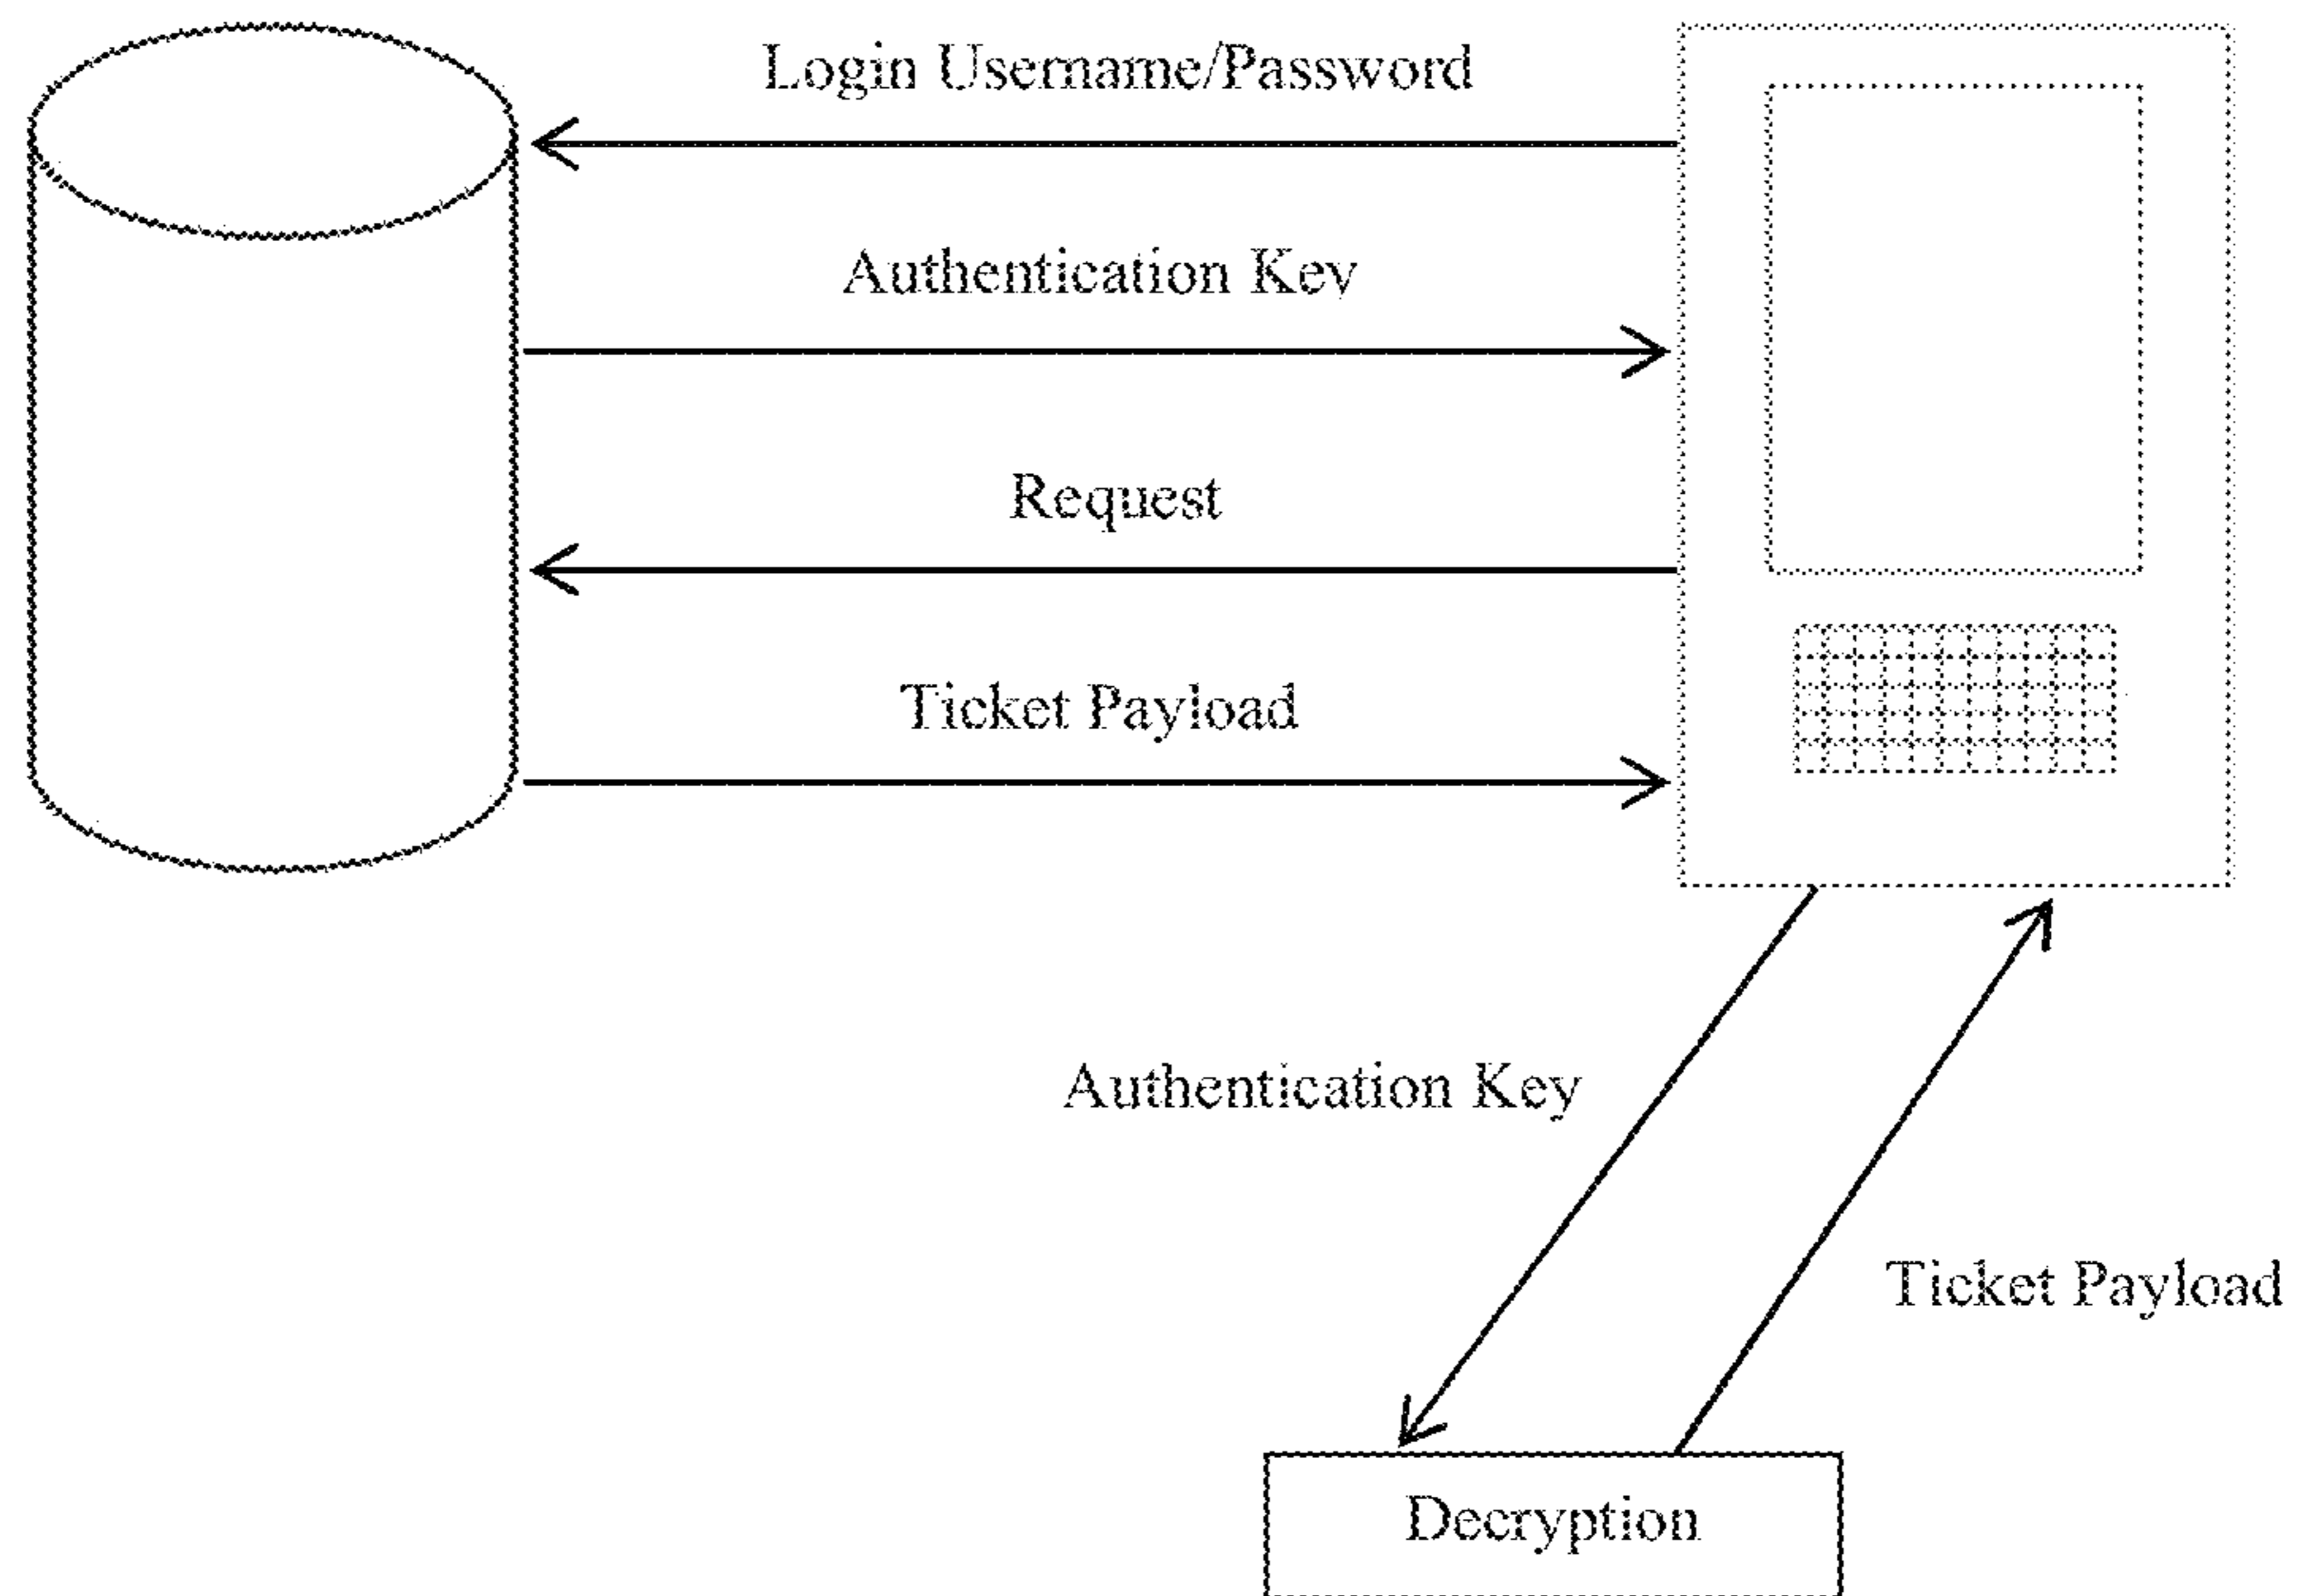 Login Username/Password
Authentication Key
Request
Ticket Payload
Authentication Key
Ticket Payload
Decryption